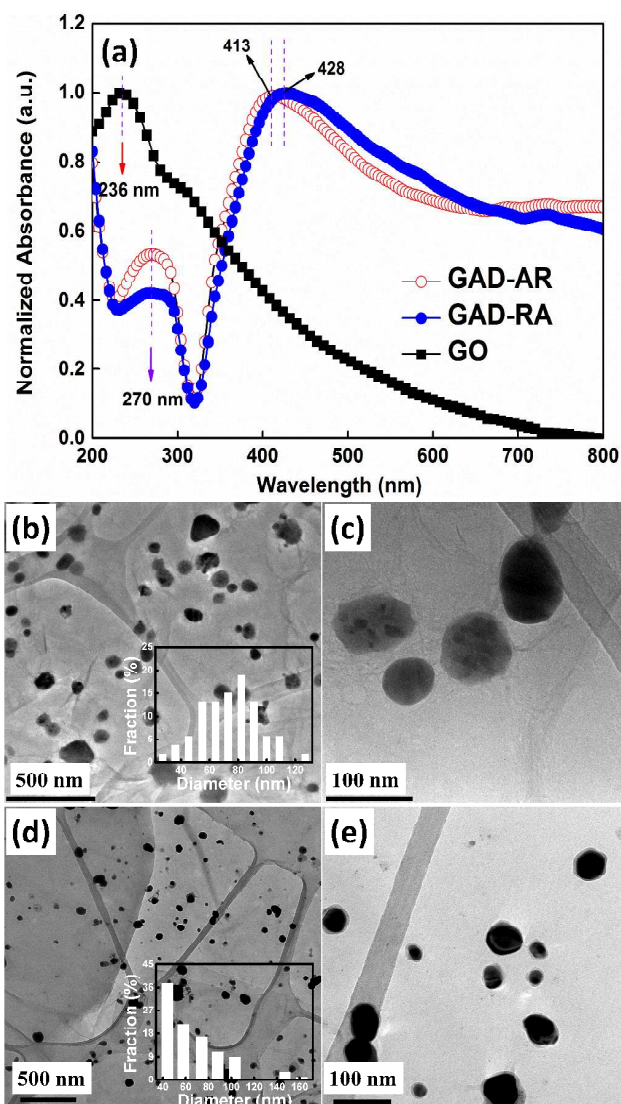 (a)
413
428
236 nm
270 nm
GAD-AR
GAD-RA
GO
Normalized Absorbance (a.u.)
1.2
1.0
0.8
0.6
0.4
0.2
0.0
200 300 400 500 600 700 800
Wavelength (nm)
(b)
Fraction (%)
25
20
15
10
5
0
40 60 80 100 120
Diameter (nm)
500 nm
(c)
100 nm
(d)
Fraction (%)
45
36
27
18
9
0
40 60 80 100 120 140 160
Diameter (nm)
500 nm
(e)
100 nm